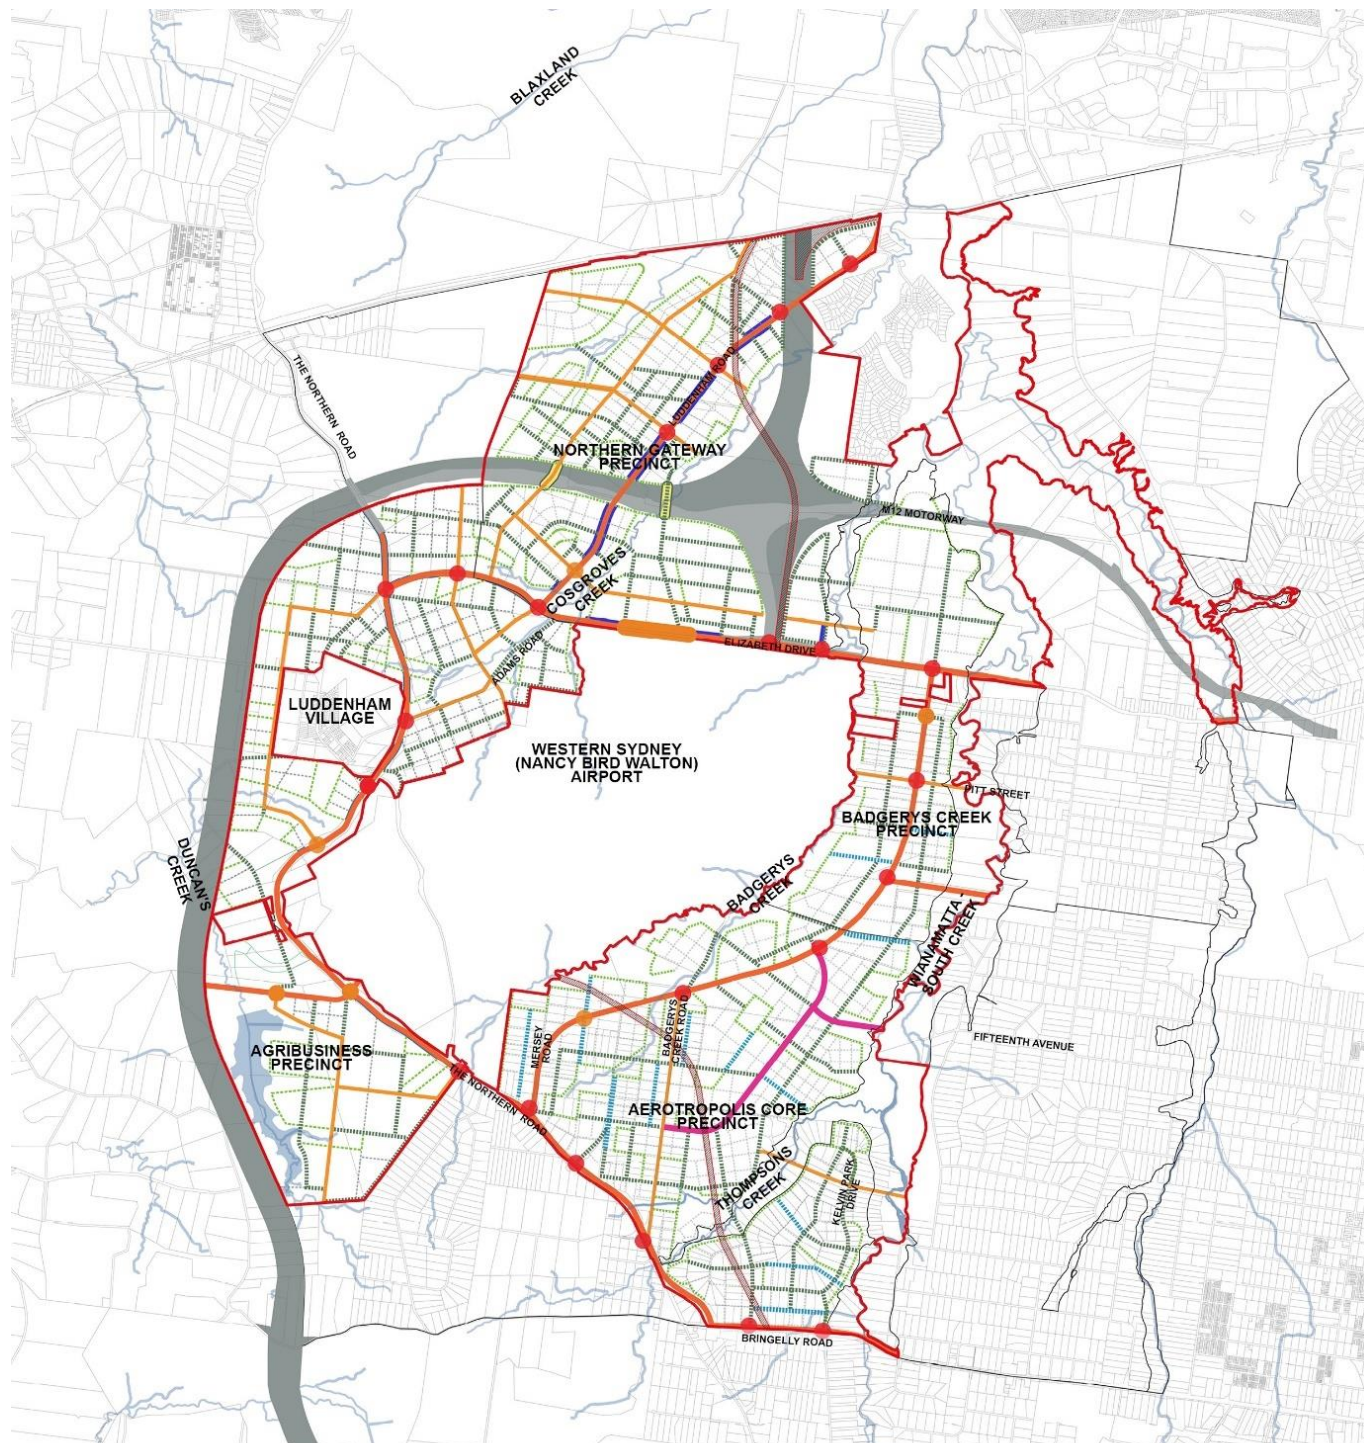 BLAXLAND
CREEK
THE NORTHERN ROAD
LUDDENHAM ROAD
NORTHERN GATEWAY
PRECINCT
M12 MOTORWAY
COSGROVES
CREEK
ADAMS ROAD
ELIZABETH DRIVE
LUDDENHAM
VILLAGE
WESTERN SYDNEY
(NANCY BIRD WALTON)
AIRPORT
PITT STREET
BADGERYS CREEK
PRECINCT
DUNCAN'S
CREEK
BADGERYS
CREEK
WIANAMATTA -
SOUTH CREEK
MERSEY
ROAD
BADGERYS
CREEK ROAD
FIFTEENTH AVENUE
AGRIBUSINESS
PRECINCT
THE NORTHERN ROAD
AEROTROPOLIS CORE
PRECINCT
THOMPSONS
CREEK
KELVIN PARK
DRIVE
BRINGELLY ROAD